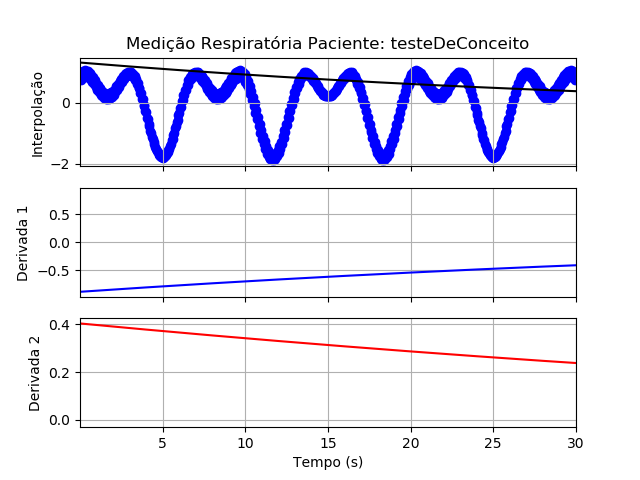 Medição Respiratória Paciente: testeDeConceito
Interpolação
0
−2
Derivada 1
0.5
0.0
−0.5
Derivada 2
0.4
0.2
0.0
5 10 15 20 25 30
Tempo (s)